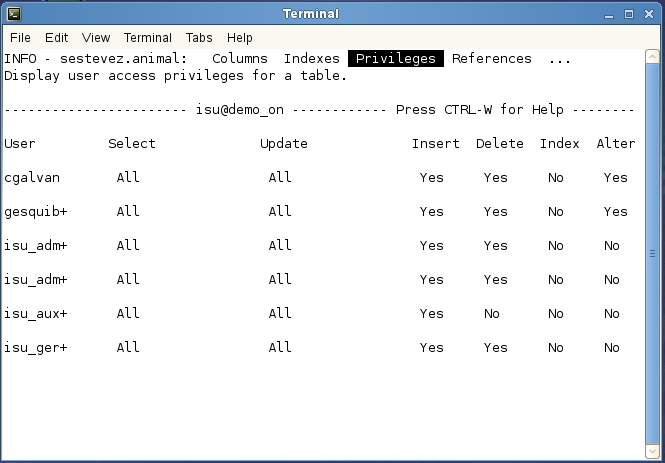 Terminal
File Edit View Terminal Tabs Help
INFO - sestevez.animal: Columns Indexes Privileges References ...
Display user access privileges for a table.
----------------------- isu@demo_on ------------ Press CTRL-W for Help --------
User Select Update Insert Delete Index Alter
cgalvan All All Yes Yes No Yes
gesquib+ All All Yes Yes No Yes
isu_adm+ All All Yes Yes No No
isu_adm+ All All Yes Yes No No
isu_aux+ All All Yes No No No
isu_ger+ All All Yes Yes No No